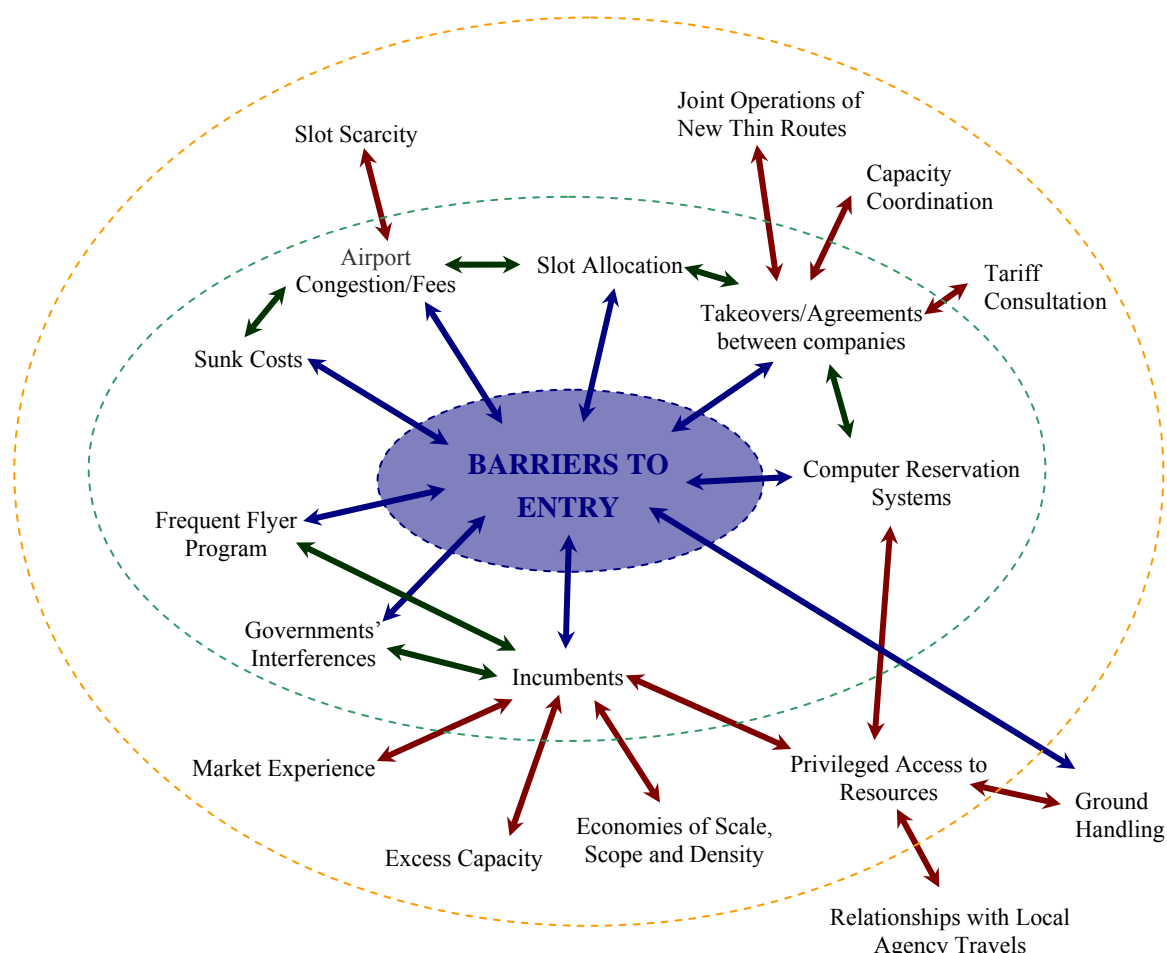 Joint Operations of
New Thin Routes
Slot Scarcity
Capacity
Coordination
Airport
Congestion/Fees
Slot Allocation
Tariff
Consultation
Takeovers/Agreements
between companies
Sunk Costs
BARRIERS TO
ENTRY
Computer Reservation
Systems
Frequent Flyer
Program
Governments’
Interferences
Incumbents
Market Experience
Privileged Access to
Resources
Ground
Handling
Economies of Scale,
Scope and Density
Excess Capacity
Relationships with Local
Agency Travels